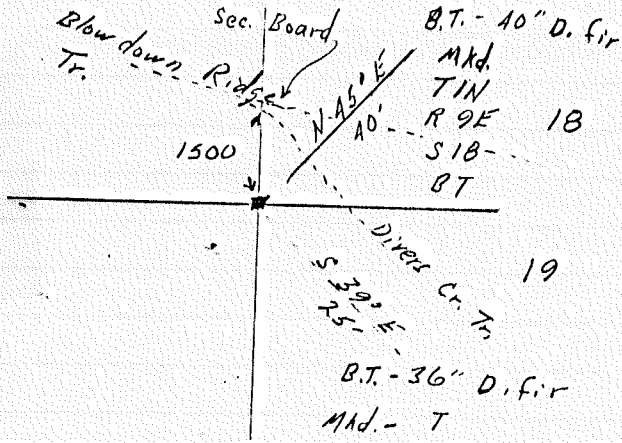 Sec. Board
B.T. - 40" D. fir
Mkd.
T1N
R 9E
S 18-
BT
18
Blow down Ridge
Tr.
N-45° E
40'
1500
Divers Cr. Tr.
19
S 39° E
25-
B.T. - 36" D. fir
Mkd. - T